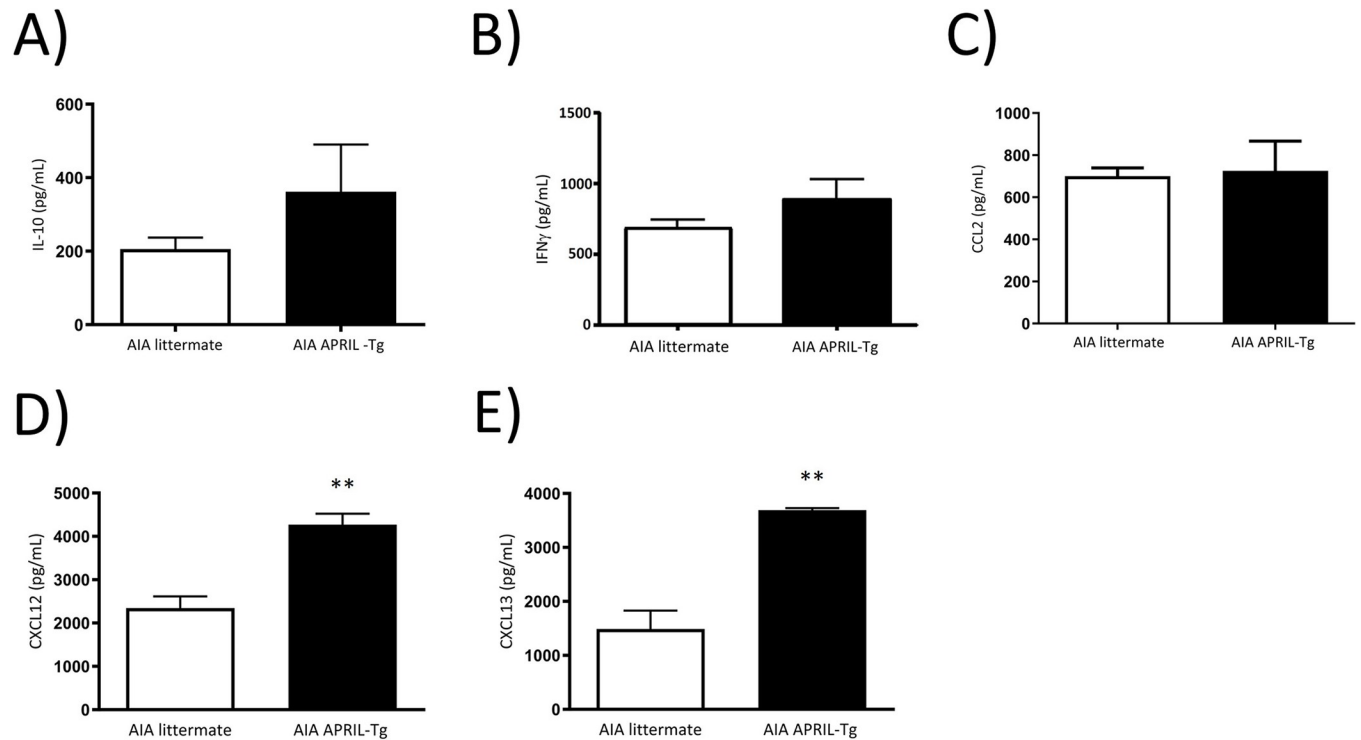 A)
IL-10 (pg/mL)
600
400
200
0
AIA littermate
AIA APRIL -Tg
B)
IFNγ (pg/mL)
1500
1000
500
0
AIA littermate
AIA APRIL-Tg
C)
CCL2 (pg/mL)
1000
800
600
400
200
0
AIA littermate
AIA APRIL-Tg
D)
CXCL12 (pg/mL)
5000
4000
3000
2000
1000
0
**
AIA littermate
AIA APRIL-Tg
E)
CXCL13 (pg/mL)
4000
3000
2000
1000
0
**
AIA littermate
AIA APRIL-Tg